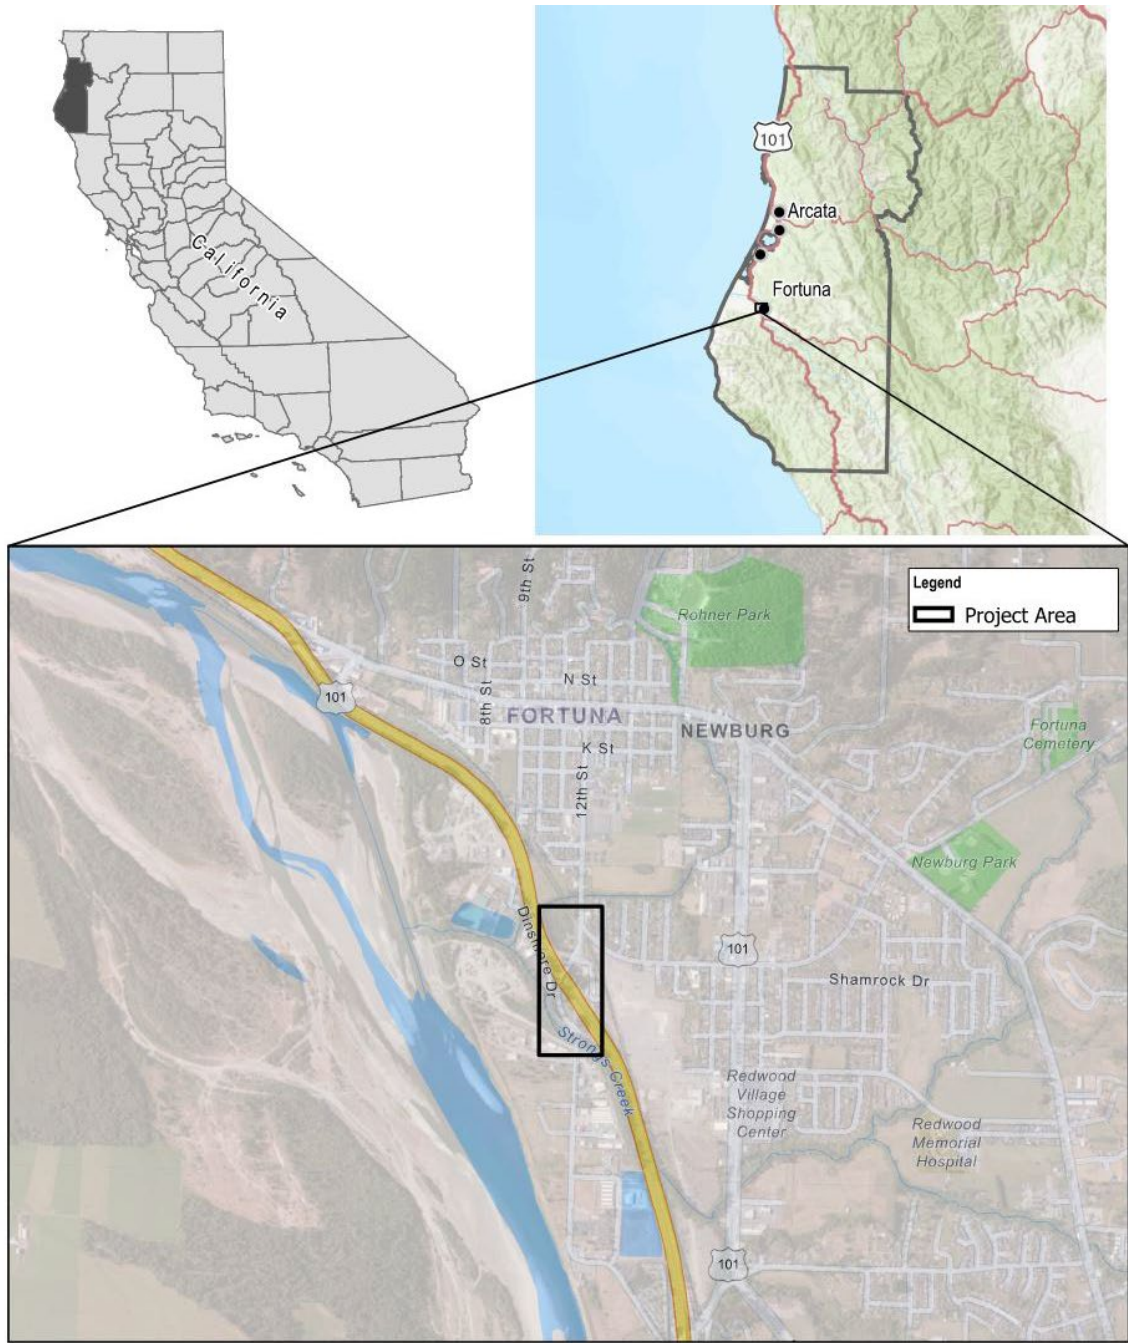 California
101
Arcata
Fortuna
Legend
Project Area
9th St
Rohner Park
O St
N St
101
8th St
FORTUNA
NEWBURG
Fortuna
Cemetery
K St
12th St
Newburg Park
Dinsmore Dr
101
Shamrock Dr
Strongs Creek
Redwood
Village
Shopping
Center
Redwood
Memorial
Hospital
101